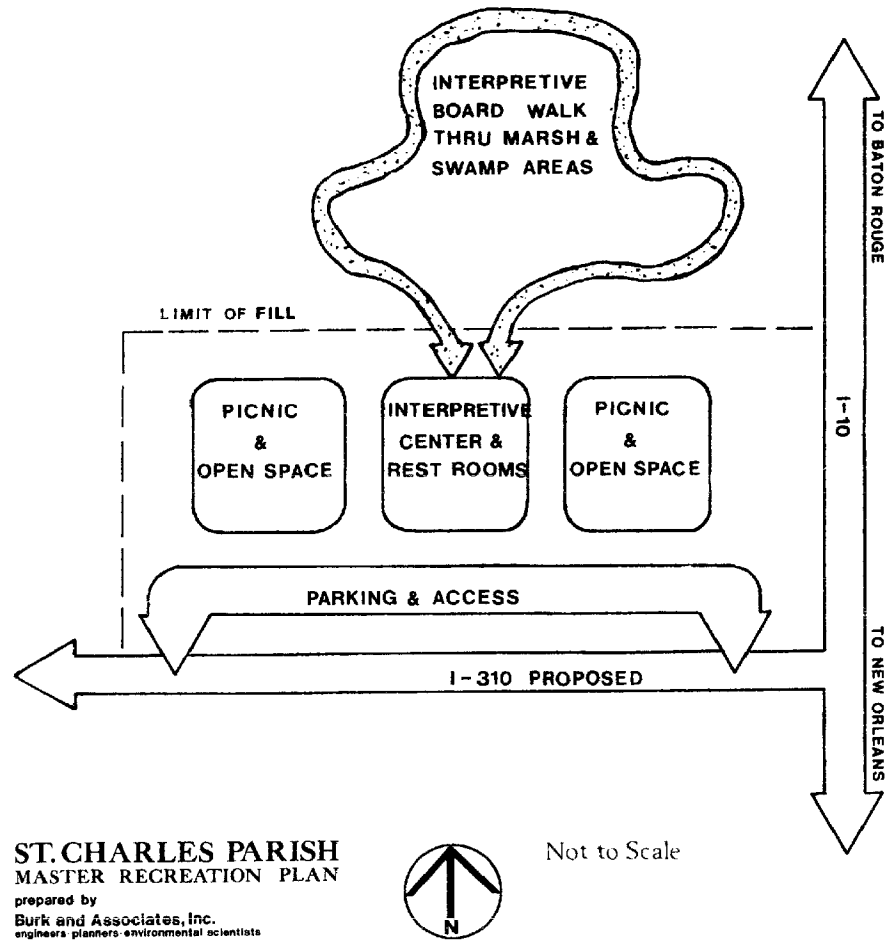 INTERPRETIVE
BOARD WALK
THRU MARSH &
SWAMP AREAS
TO BATON ROUGE
LIMIT OF FILL
PICNIC
&
OPEN SPACE
INTERPRETIVE
CENTER &
REST ROOMS
PICNIC
&
OPEN SPACE
I-10
PARKING & ACCESS
I-310 PROPOSED
TO NEW ORLEANS
ST. CHARLES PARISH
MASTER RECREATION PLAN
prepared by
Burk and Associates, Inc.
engineers·planners·environmental scientists
N
Not to Scale